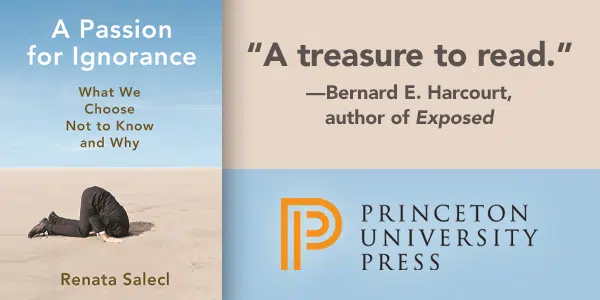 A Passion
for Ignorance
What We
Choose
Not to Know
and Why
Renata Salecl
“A treasure to read.”
—Bernard E. Harcourt,
author of Exposed
PRINCETON
UNIVERSITY
PRESS